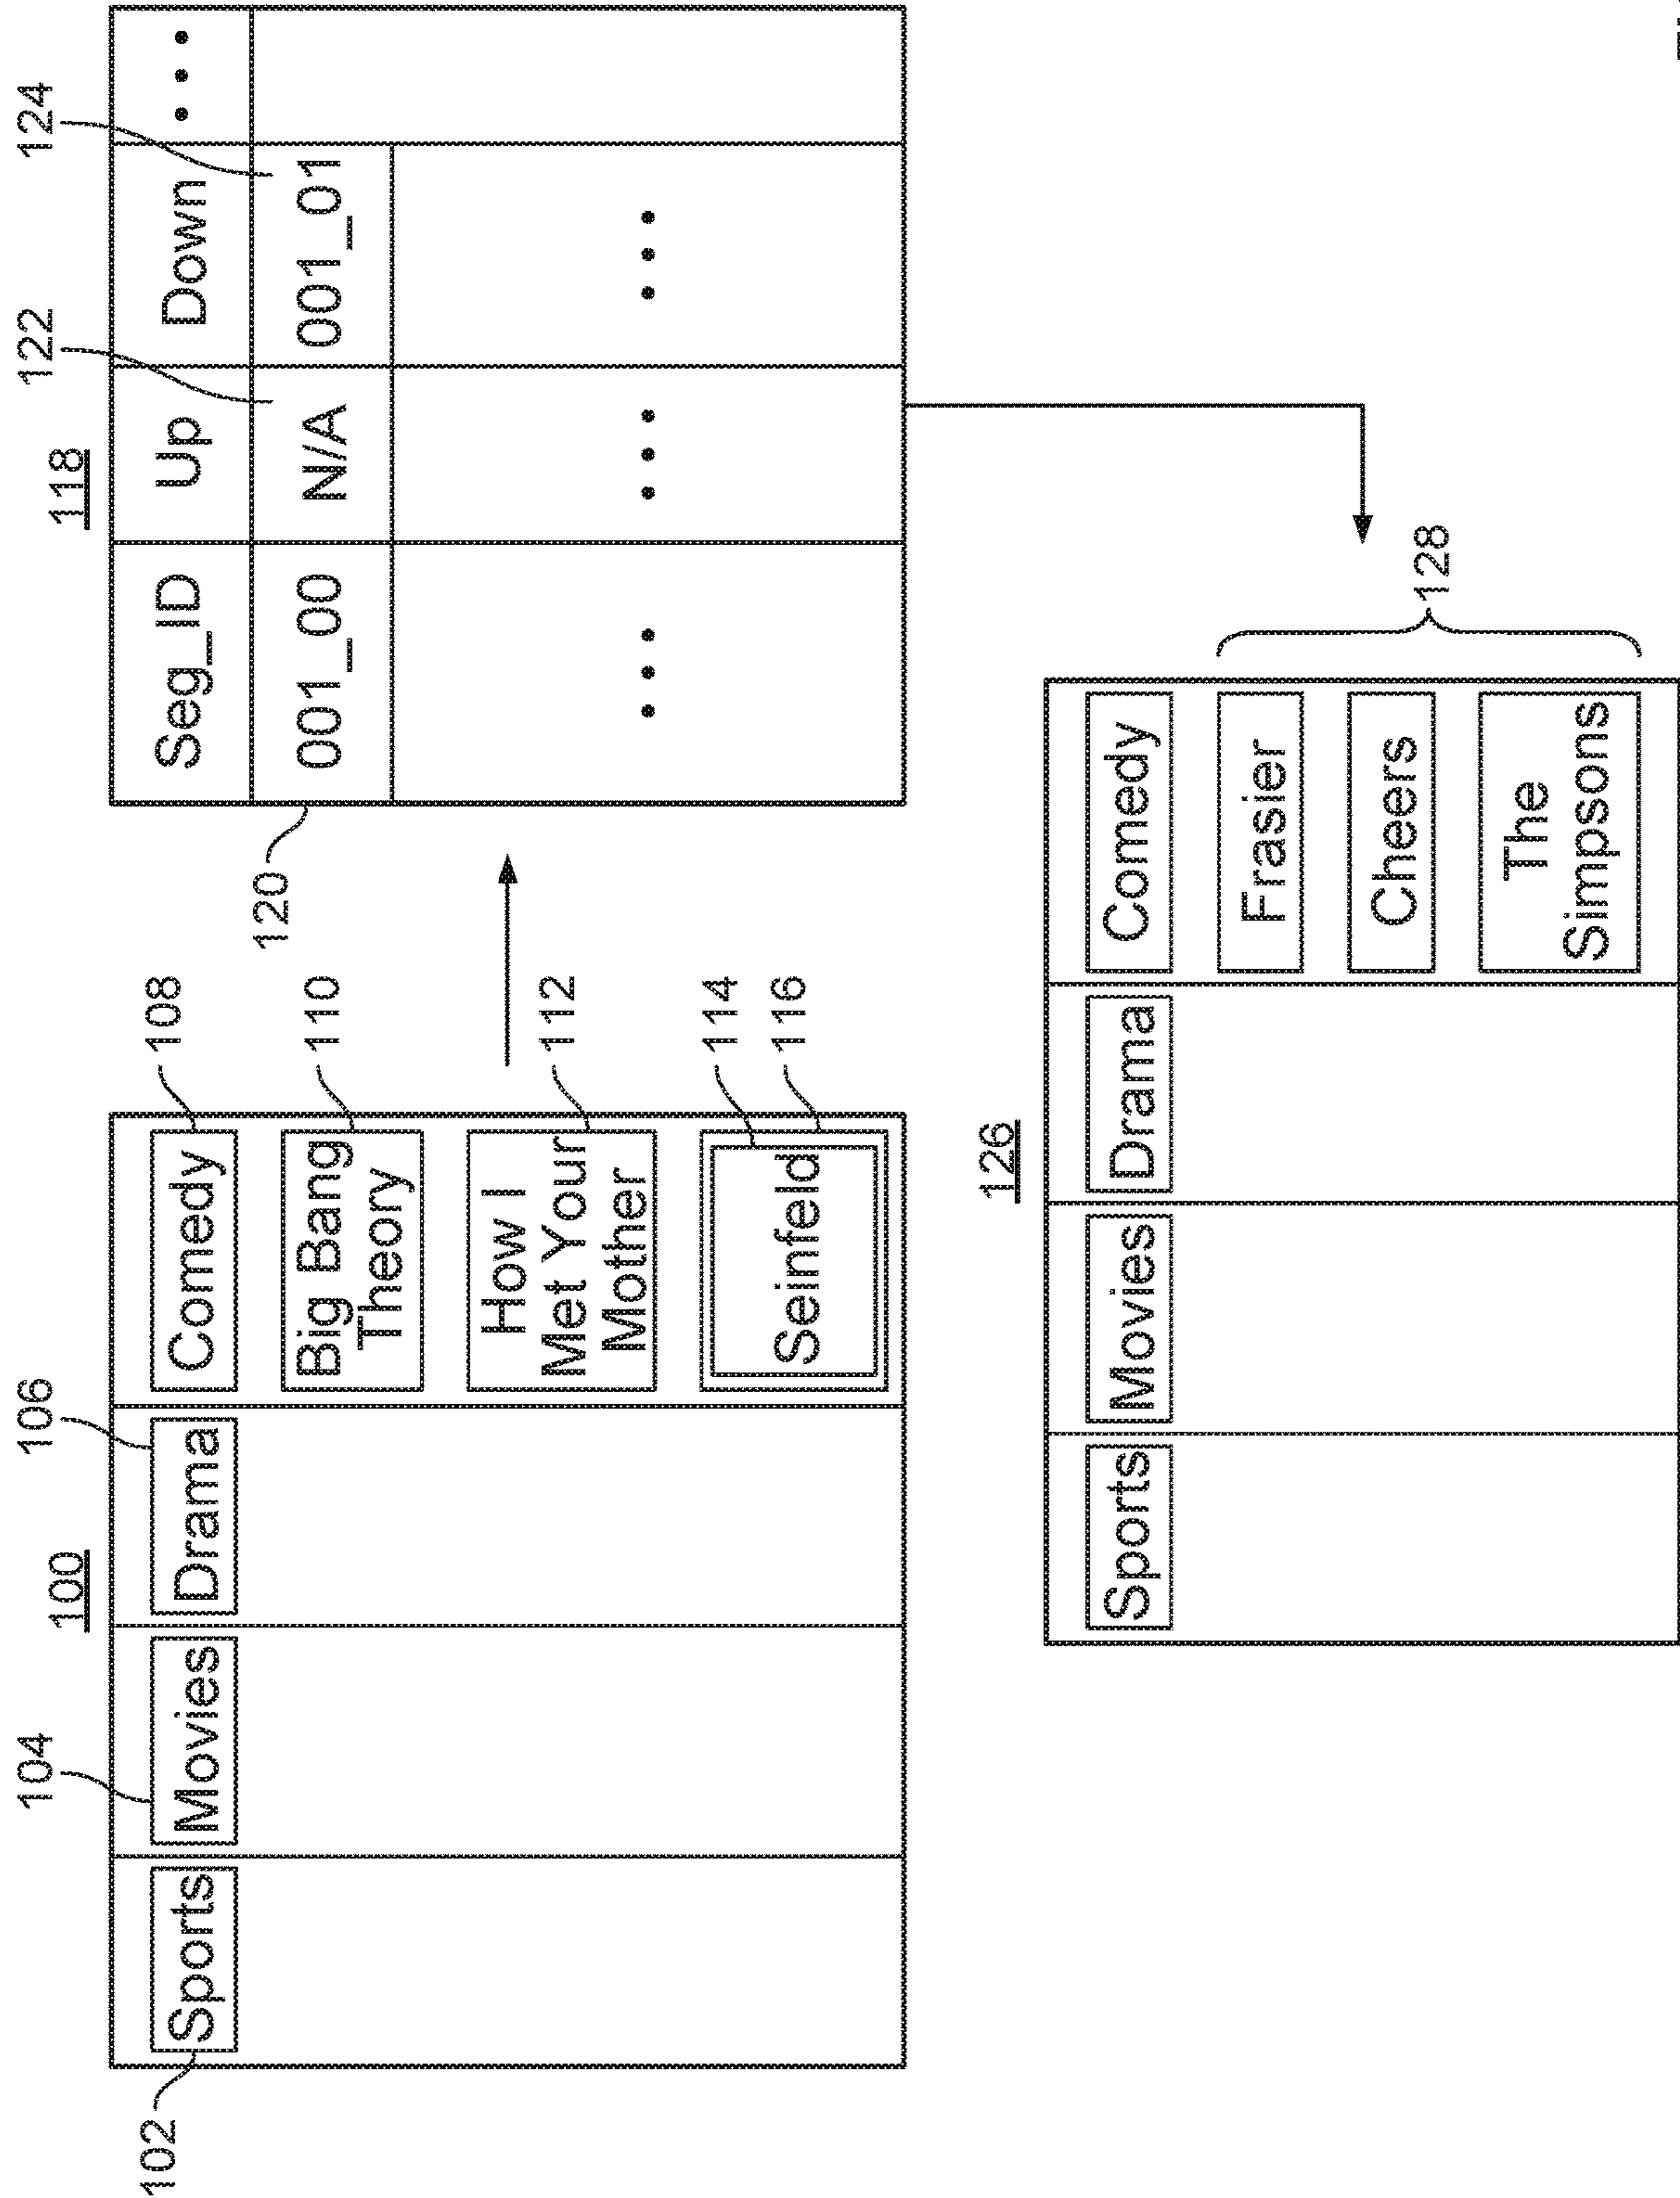 100
102
104
106
Sports
Movies
Drama
Comedy
108
Big Bang
Theory
110
How I
Met Your
Mother
112
Seinfeld
114
116
118
120
122
124
Seg_ID
Up
Down
• • •
001_00
N/A
001_01
• • •
• • •
• • •
126
Sports
Movies
Drama
Comedy
Frasier
Cheers
The
Simpsons
128